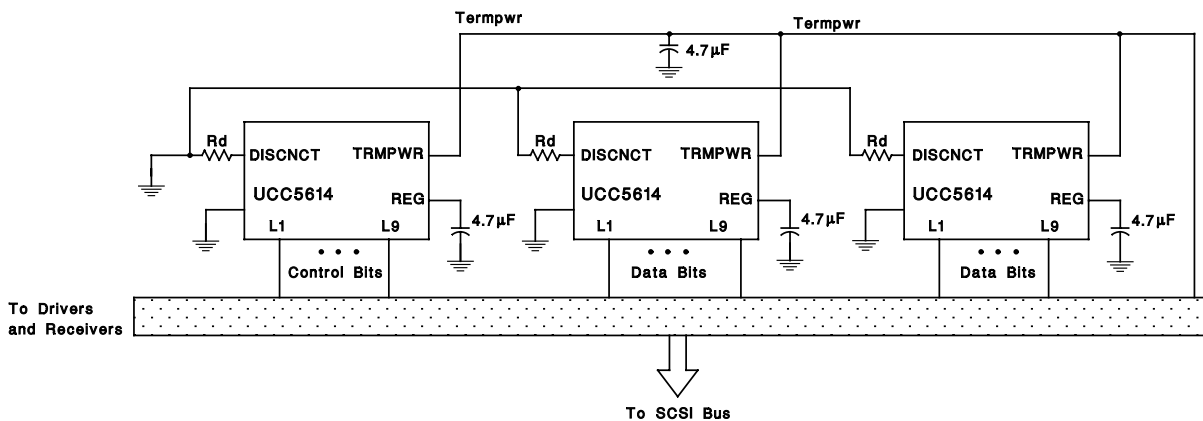 Termpwr
Termpwr
4.7µF
Rd
DISCNCT TRMPWR
UCC5614
REG
L1 L9
4.7µF
• • •
Control Bits
Rd
DISCNCT TRMPWR
UCC5614
REG
L1 L9
4.7µF
• • •
Data Bits
Rd
DISCNCT TRMPWR
UCC5614
REG
L1 L9
4.7µF
• • •
Data Bits
To Drivers
and Receivers
To SCSI Bus